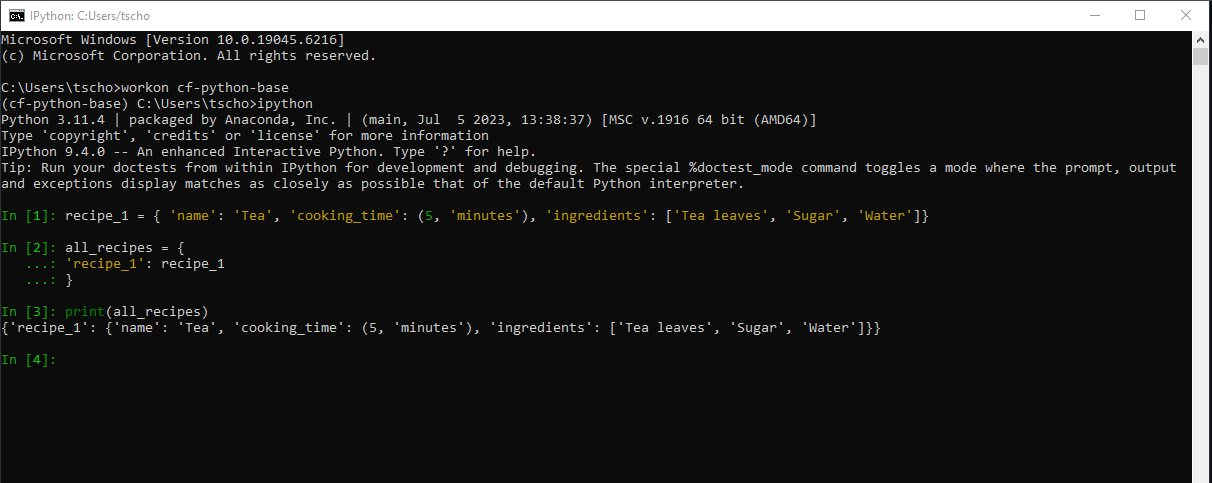 IPython: C:Users/tscho
Microsoft Windows [Version 10.0.19045.6216]
(c) Microsoft Corporation. All rights reserved.
C:\Users\tscho>workon cf-python-base
(cf-python-base) C:\Users\tscho>ipython
Python 3.11.4 | packaged by Anaconda, Inc. | (main, Jul  5 2023, 13:38:37) [MSC v.1916 64 bit (AMD64)]
Type 'copyright', 'credits' or 'license' for more information
IPython 9.4.0 -- An enhanced Interactive Python. Type '?' for help.
Tip: Run your doctests from within IPython for development and debugging. The special %doctest_mode command toggles a mode where the prompt, output
and exceptions display matches as closely as possible that of the default Python interpreter.
In [1]: recipe_1 = { 'name': 'Tea', 'cooking_time': (5, 'minutes'), 'ingredients': ['Tea leaves', 'Sugar', 'Water']}
In [2]: all_recipes = {
   ...: 'recipe_1': recipe_1
   ...: }
In [3]: print(all_recipes)
{'recipe_1': {'name': 'Tea', 'cooking_time': (5, 'minutes'), 'ingredients': ['Tea leaves', 'Sugar', 'Water']}}
In [4]: